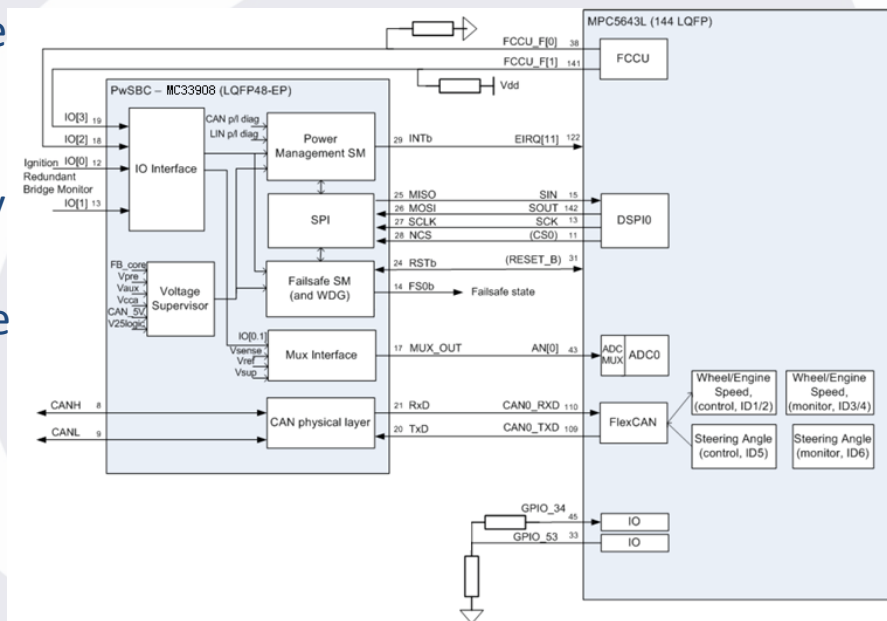 e
y
e
MPC5643L (144 LQFP)
FCCU_F[0] 38
FCCU_F[1] 141
FCCU
Vdd
PwSBC – MC33908 (LQFP48-EP)
IO[3] 19
IO[2] 18
Ignition IO[0] 12
Redundant
Bridge Monitor
IO[1] 13
IO Interface
CAN p/l diag
LIN p/l diag
Power
Management SM
29 INTb
EIRQ[11] 122
SPI
25 MISO
26 MOSI
27 SCLK
28 NCS
SIN 15
SOUT 142
SCK 13
(CS0) 11
DSPI0
FB_core
Vpre
Vaux
Vcca
CAN_5V
V25logic
Voltage
Supervisor
Failsafe SM
(and WDG)
24 RSTb
(RESET_B) 31
14 FS0b
Failsafe state
IO[0.1]
Vsense
Vref
Vsup
Mux Interface
17 MUX_OUT
AN[0] 43
ADC
MUX
ADC0
CANH 8
CANL 9
CAN physical layer
21 RxD
20 TxD
CAN0_RXD 110
CAN0_TXD 109
FlexCAN
Wheel/Engine
Speed,
(control, ID1/2)
Wheel/Engine
Speed,
(monitor, ID3/4)
Steering Angle
(control, ID5)
Steering Angle
(monitor, ID6)
GPIO_34
45
IO
GPIO_53
33
IO